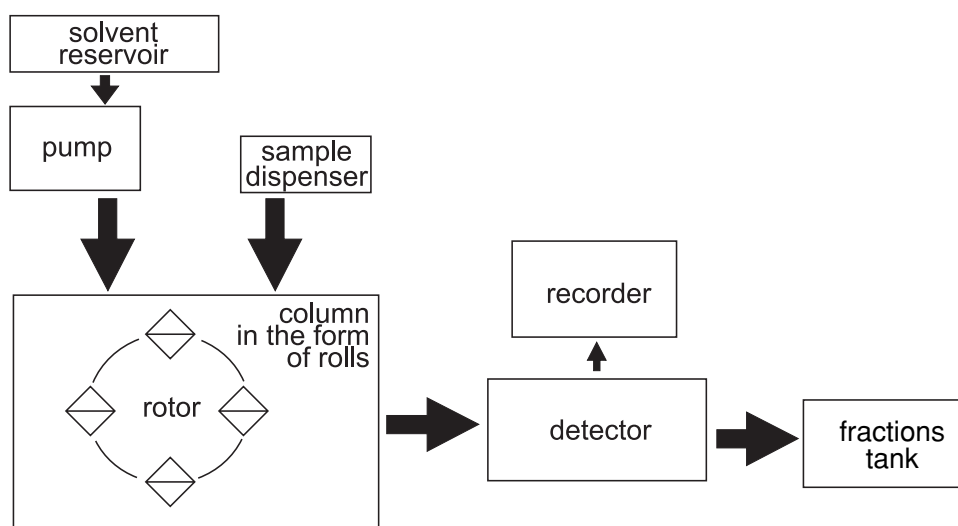 solvent
reservoir
pump
sample
dispenser
column
in the form
of rolls
rotor
recorder
detector
fractions
tank